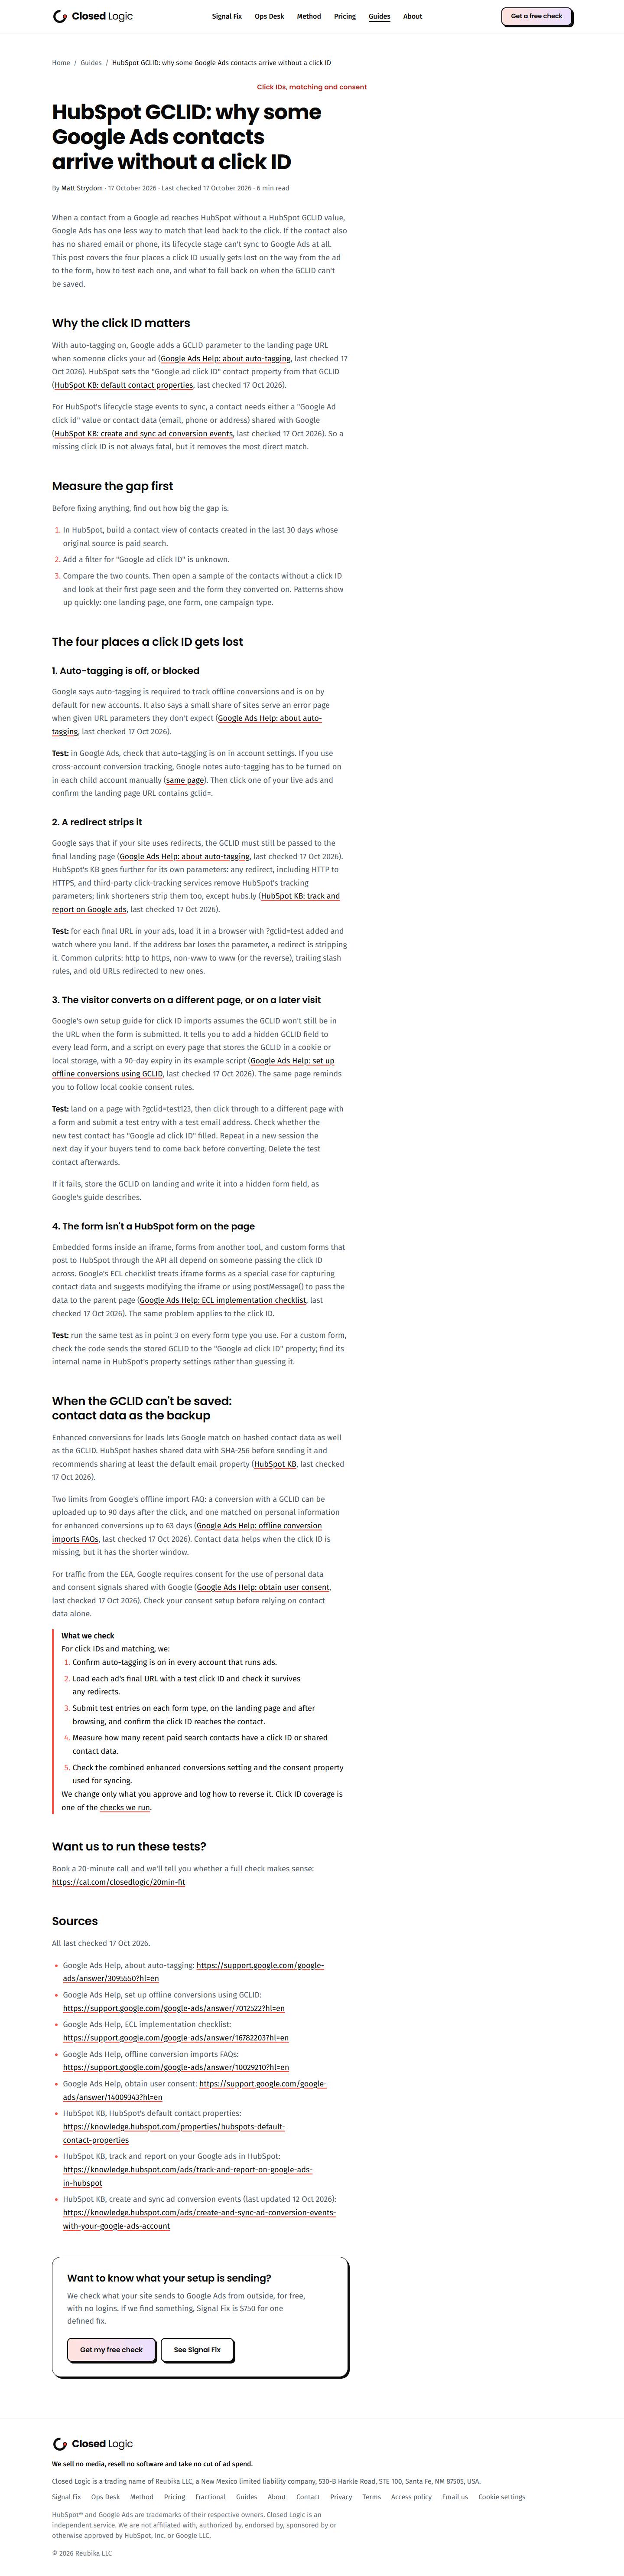 Closed Logic
Signal Fix Ops Desk Method Pricing Guides About
Get a free check
Home / Guides / HubSpot GCLID: why some Google Ads contacts arrive without a click ID
Click IDs, matching and consent
HubSpot GCLID: why some
Google Ads contacts
arrive without a click ID
By Matt Strydom · 17 October 2026 · Last checked 17 October 2026 · 6 min read
When a contact from a Google ad reaches HubSpot without a HubSpot GCLID value,
Google Ads has one less way to match that lead back to the click. If the contact also
has no shared email or phone, its lifecycle stage can't sync to Google Ads at all.
This post covers the four places a click ID usually gets lost on the way from the ad
to the form, how to test each one, and what to fall back on when the GCLID can't
be saved.
Why the click ID matters
With auto-tagging on, Google adds a GCLID parameter to the landing page URL
when someone clicks your ad (Google Ads Help: about auto-tagging, last checked 17
Oct 2026). HubSpot sets the "Google ad click ID" contact property from that GCLID
(HubSpot KB: default contact properties, last checked 17 Oct 2026).
For HubSpot's lifecycle stage events to sync, a contact needs either a "Google Ad
click id" value or contact data (email, phone or address) shared with Google
(HubSpot KB: create and sync ad conversion events, last checked 17 Oct 2026). So a
missing click ID is not always fatal, but it removes the most direct match.
Measure the gap first
Before fixing anything, find out how big the gap is.
1. In HubSpot, build a contact view of contacts created in the last 30 days whose
original source is paid search.
2. Add a filter for "Google ad click ID" is unknown.
3. Compare the two counts. Then open a sample of the contacts without a click ID
and look at their first page seen and the form they converted on. Patterns show
up quickly: one landing page, one form, one campaign type.
The four places a click ID gets lost
1. Auto-tagging is off, or blocked
Google says auto-tagging is required to track offline conversions and is on by
default for new accounts. It also says a small share of sites serve an error page
when given URL parameters they don't expect (Google Ads Help: about auto-
tagging, last checked 17 Oct 2026).
Test: in Google Ads, check that auto-tagging is on in account settings. If you use
cross-account conversion tracking, Google notes auto-tagging has to be turned on
in each child account manually (same page). Then click one of your live ads and
confirm the landing page URL contains gclid=.
2. A redirect strips it
Google says that if your site uses redirects, the GCLID must still be passed to the
final landing page (Google Ads Help: about auto-tagging, last checked 17 Oct 2026).
HubSpot's KB goes further for its own parameters: any redirect, including HTTP to
HTTPS, and third-party click-tracking services remove HubSpot's tracking
parameters; link shorteners strip them too, except hubs.ly (HubSpot KB: track and
report on Google ads, last checked 17 Oct 2026).
Test: for each final URL in your ads, load it in a browser with ?gclid=test added and
watch where you land. If the address bar loses the parameter, a redirect is stripping
it. Common culprits: http to https, non-www to www (or the reverse), trailing slash
rules, and old URLs redirected to new ones.
3. The visitor converts on a different page, or on a later visit
Google's own setup guide for click ID imports assumes the GCLID won't still be in
the URL when the form is submitted. It tells you to add a hidden GCLID field to
every lead form, and a script on every page that stores the GCLID in a cookie or
local storage, with a 90-day expiry in its example script (Google Ads Help: set up
offline conversions using GCLID, last checked 17 Oct 2026). The same page reminds
you to follow local cookie consent rules.
Test: land on a page with ?gclid=test123, then click through to a different page with
a form and submit a test entry with a test email address. Check whether the
new test contact has "Google ad click ID" filled. Repeat in a new session the
next day if your buyers tend to come back before converting. Delete the test
contact afterwards.
If it fails, store the GCLID on landing and write it into a hidden form field, as
Google's guide describes.
4. The form isn't a HubSpot form on the page
Embedded forms inside an iframe, forms from another tool, and custom forms that
post to HubSpot through the API all depend on someone passing the click ID
across. Google's ECL checklist treats iframe forms as a special case for capturing
contact data and suggests modifying the iframe or using postMessage() to pass the
data to the parent page (Google Ads Help: ECL implementation checklist, last
checked 17 Oct 2026). The same problem applies to the click ID.
Test: run the same test as in point 3 on every form type you use. For a custom form,
check the code sends the stored GCLID to the "Google ad click ID" property; find its
internal name in HubSpot's property settings rather than guessing it.
When the GCLID can't be saved:
contact data as the backup
Enhanced conversions for leads lets Google match on hashed contact data as well
as the GCLID. HubSpot hashes shared data with SHA-256 before sending it and
recommends sharing at least the default email property (HubSpot KB, last checked
17 Oct 2026).
Two limits from Google's offline import FAQ: a conversion with a GCLID can be
uploaded up to 90 days after the click, and one matched on personal information
for enhanced conversions up to 63 days (Google Ads Help: offline conversion
imports FAQs, last checked 17 Oct 2026). Contact data helps when the click ID is
missing, but it has the shorter window.
For traffic from the EEA, Google requires consent for the use of personal data
and consent signals shared with Google (Google Ads Help: obtain user consent,
last checked 17 Oct 2026). Check your consent setup before relying on contact
data alone.
What we check
For click IDs and matching, we:
1. Confirm auto-tagging is on in every account that runs ads.
2. Load each ad's final URL with a test click ID and check it survives
any redirects.
3. Submit test entries on each form type, on the landing page and after
browsing, and confirm the click ID reaches the contact.
4. Measure how many recent paid search contacts have a click ID or shared
contact data.
5. Check the combined enhanced conversions setting and the consent property
used for syncing.
We change only what you approve and log how to reverse it. Click ID coverage is
one of the checks we run.
Want us to run these tests?
Book a 20-minute call and we'll tell you whether a full check makes sense:
https://cal.com/closedlogic/20min-fit
Sources
All last checked 17 Oct 2026.
• Google Ads Help, about auto-tagging: https://support.google.com/google-
ads/answer/3095550?hl=en
• Google Ads Help, set up offline conversions using GCLID:
https://support.google.com/google-ads/answer/7012522?hl=en
• Google Ads Help, ECL implementation checklist:
https://support.google.com/google-ads/answer/16782203?hl=en
• Google Ads Help, offline conversion imports FAQs:
https://support.google.com/google-ads/answer/10029210?hl=en
• Google Ads Help, obtain user consent: https://support.google.com/google-
ads/answer/14009343?hl=en
• HubSpot KB, HubSpot's default contact properties:
https://knowledge.hubspot.com/properties/hubspots-default-
contact-properties
• HubSpot KB, track and report on your Google ads in HubSpot:
https://knowledge.hubspot.com/ads/track-and-report-on-google-ads-
in-hubspot
• HubSpot KB, create and sync ad conversion events (last updated 12 Oct 2026):
https://knowledge.hubspot.com/ads/create-and-sync-ad-conversion-events-
with-your-google-ads-account
Want to know what your setup is sending?
We check what your site sends to Google Ads from outside, for free,
with no logins. If we find something, Signal Fix is $750 for one
defined fix.
Get my free check See Signal Fix
Closed Logic
We sell no media, resell no software and take no cut of ad spend.
Closed Logic is a trading name of Reubika LLC, a New Mexico limited liability company, 530-B Harkle Road, STE 100, Santa Fe, NM 87505, USA.
Signal Fix Ops Desk Method Pricing Fractional Guides About Contact Privacy Terms Access policy Email us Cookie settings
HubSpot® and Google Ads are trademarks of their respective owners. Closed Logic is an
independent service. We are not affiliated with, authorized by, endorsed by, sponsored by or
otherwise approved by HubSpot, Inc. or Google LLC.
© 2026 Reubika LLC